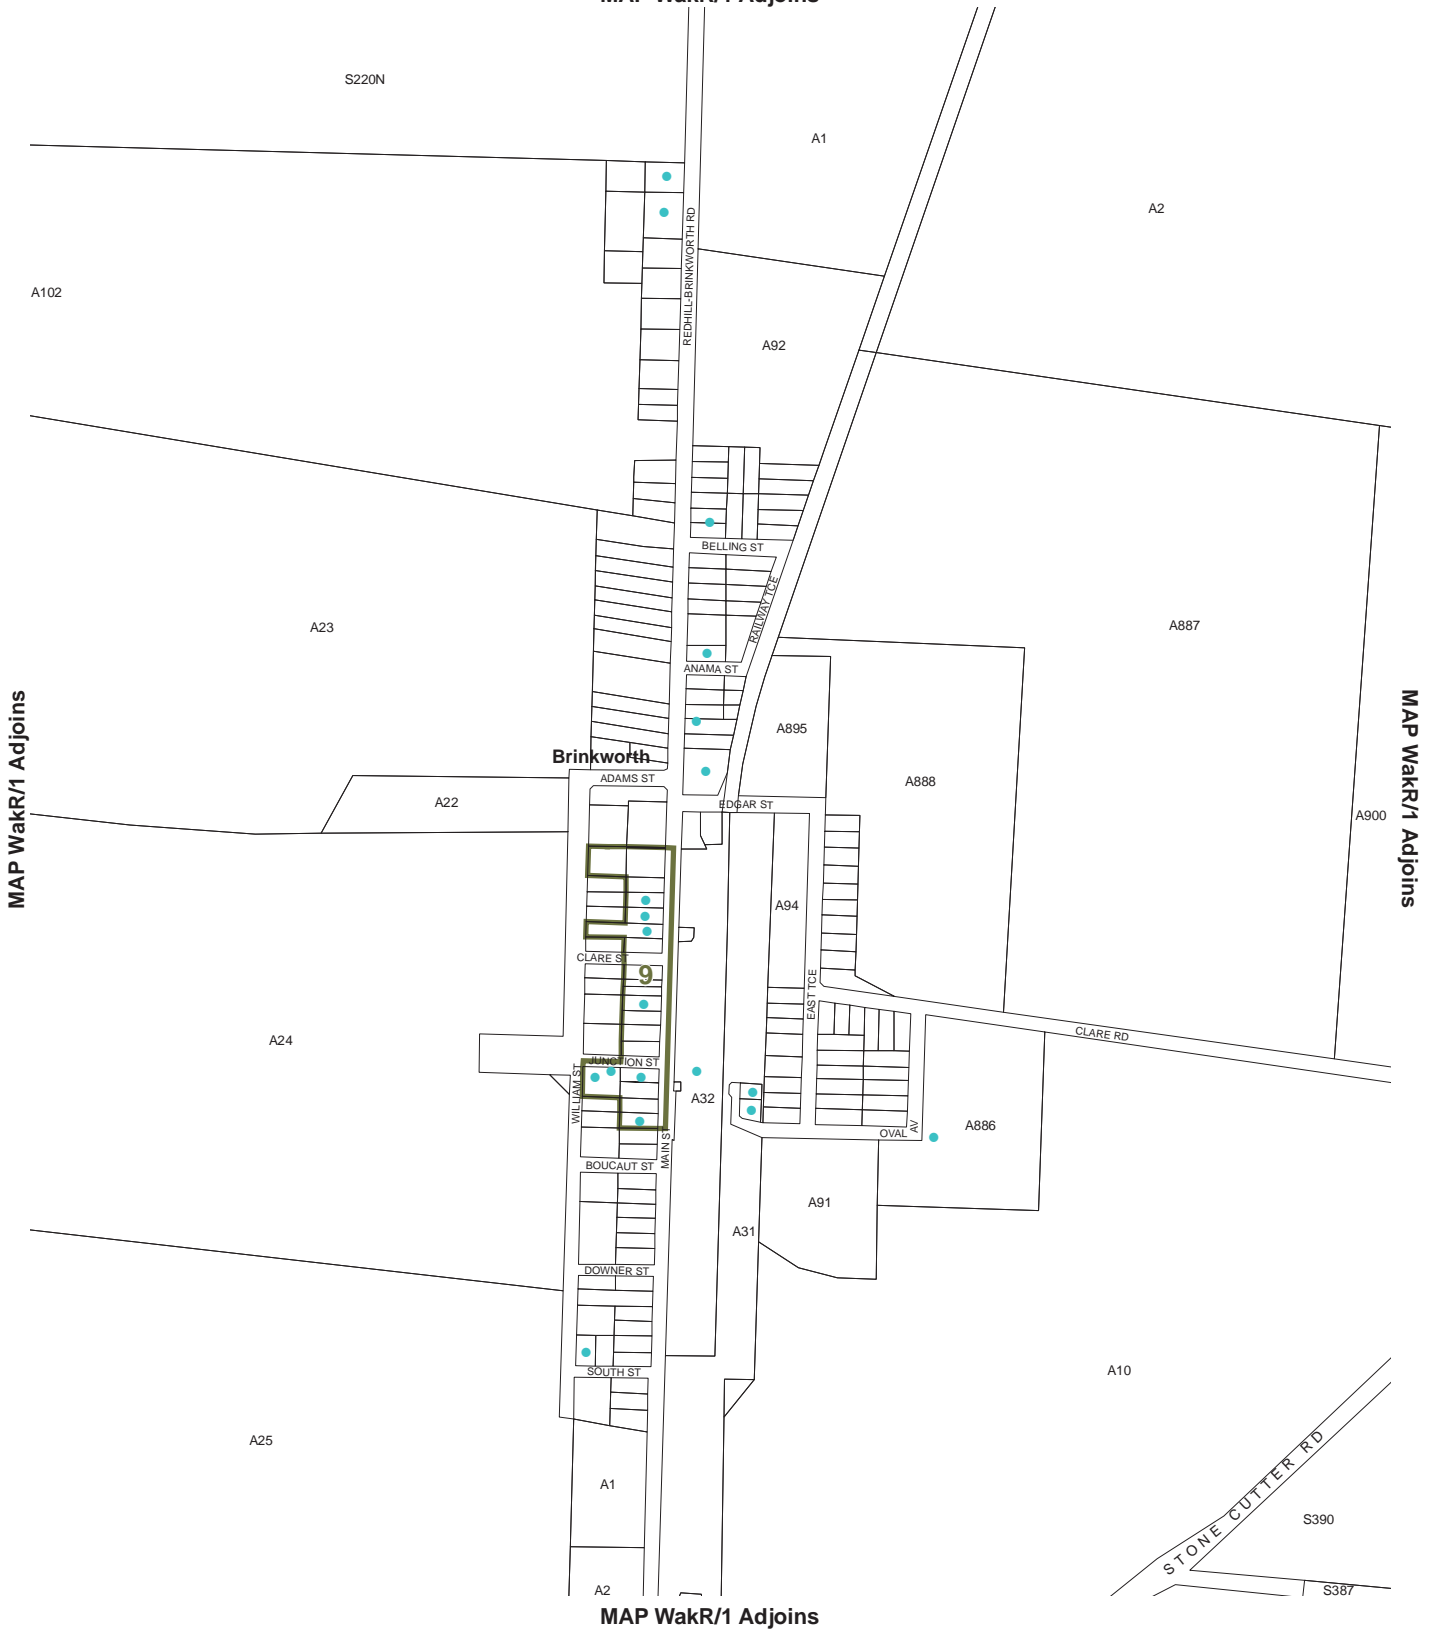 MAP WakR/1 Adjoins
S220N
A1
A2
A102
REDHILL-BRINKWORTH RD
A92
BELLING ST
RAILWAY TCE
A23
A887
ANAMA ST
A895
Brinkworth
ADAMS ST
A888
A22
EDGAR ST
A900
MAP WakR/1 Adjoins
MAP WakR/1 Adjoins
A94
CLARE ST
9
EAST TCE
CLARE RD
A24
JUNCTION ST
WILLIAM ST
A32
MAIN ST
OVAL AV
A886
BOUCAUT ST
A91
A31
DOWNER ST
SOUTH ST
A10
A25
STONE CUTTER RD
A1
S390
A2
S387
MAP WakR/1 Adjoins